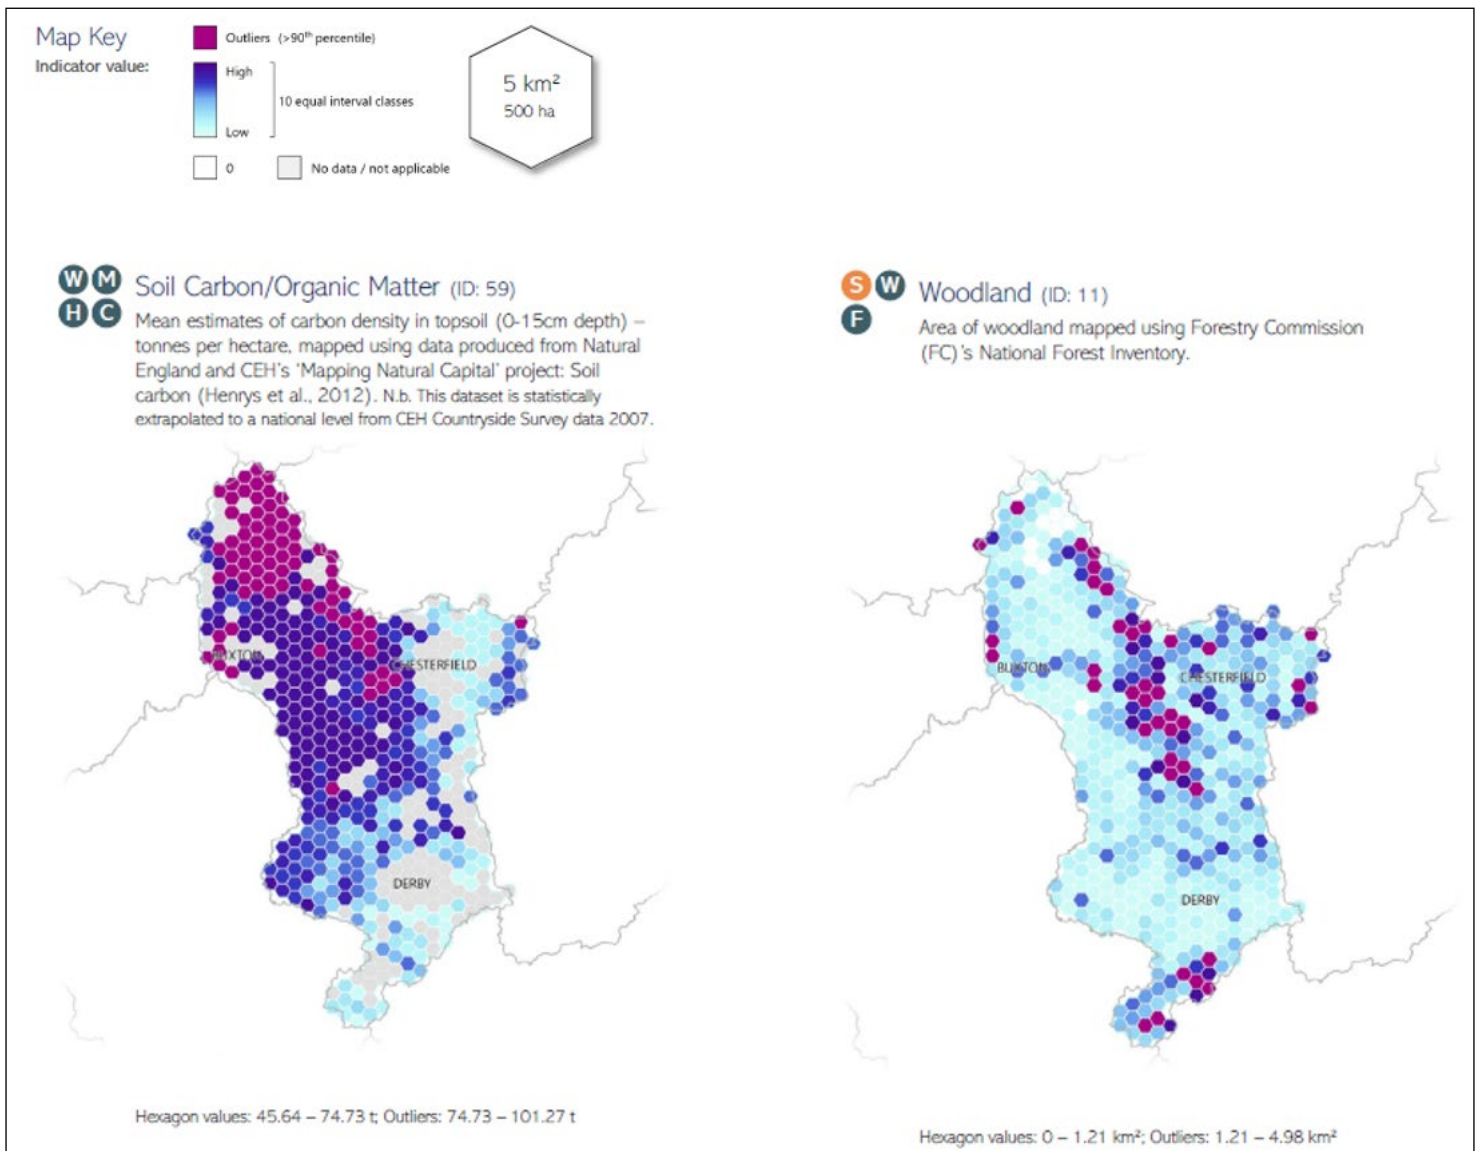 Map Key
Indicator value:
Outliers (>90th percentile)
High
10 equal interval classes
Low
0
No data / not applicable
5 km²
500 ha
W M
H C
Soil Carbon/Organic Matter (ID: 59)
Mean estimates of carbon density in topsoil (0-15cm depth) –
tonnes per hectare, mapped using data produced from Natural
England and CEH's 'Mapping Natural Capital' project: Soil
carbon (Henrys et al., 2012). N.b. This dataset is statistically
extrapolated to a national level from CEH Countryside Survey data 2007.
BUXTON
CHESTERFIELD
DERBY
Hexagon values: 45.64 – 74.73 t; Outliers: 74.73 – 101.27 t
S W
F
Woodland (ID: 11)
Area of woodland mapped using Forestry Commission
(FC)'s National Forest Inventory.
BUXTON
CHESTERFIELD
DERBY
Hexagon values: 0 – 1.21 km²; Outliers: 1.21 – 4.98 km²